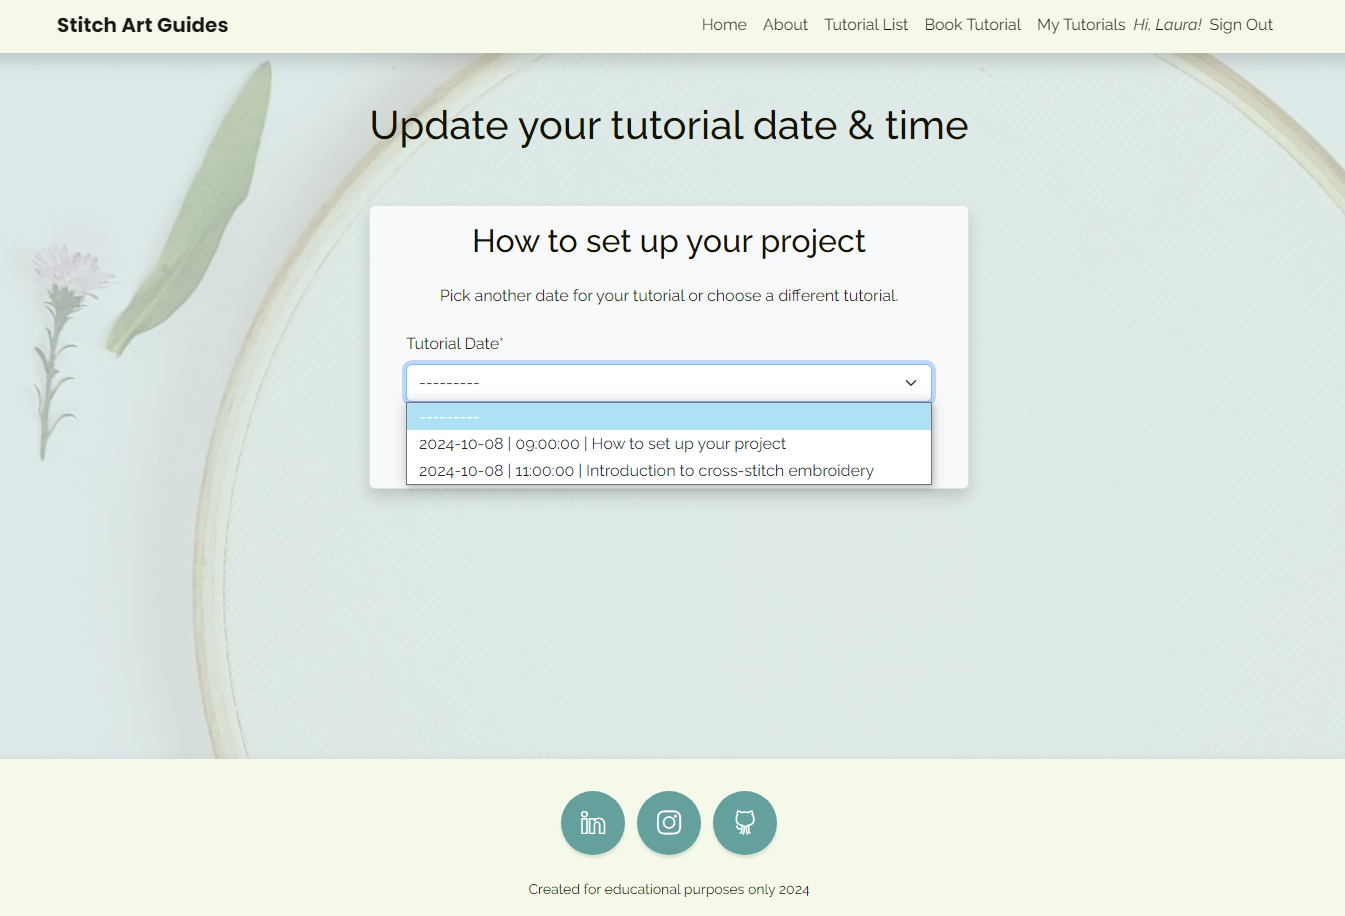 Stitch Art Guides
Home About Tutorial List Book Tutorial My Tutorials Hi, Laura! Sign Out
Update your tutorial date & time
How to set up your project
Pick another date for your tutorial or choose a different tutorial.
Tutorial Date*
---------
---------
2024-10-08 | 09:00:00 | How to set up your project
2024-10-08 | 11:00:00 | Introduction to cross-stitch embroidery
in
Created for educational purposes only 2024